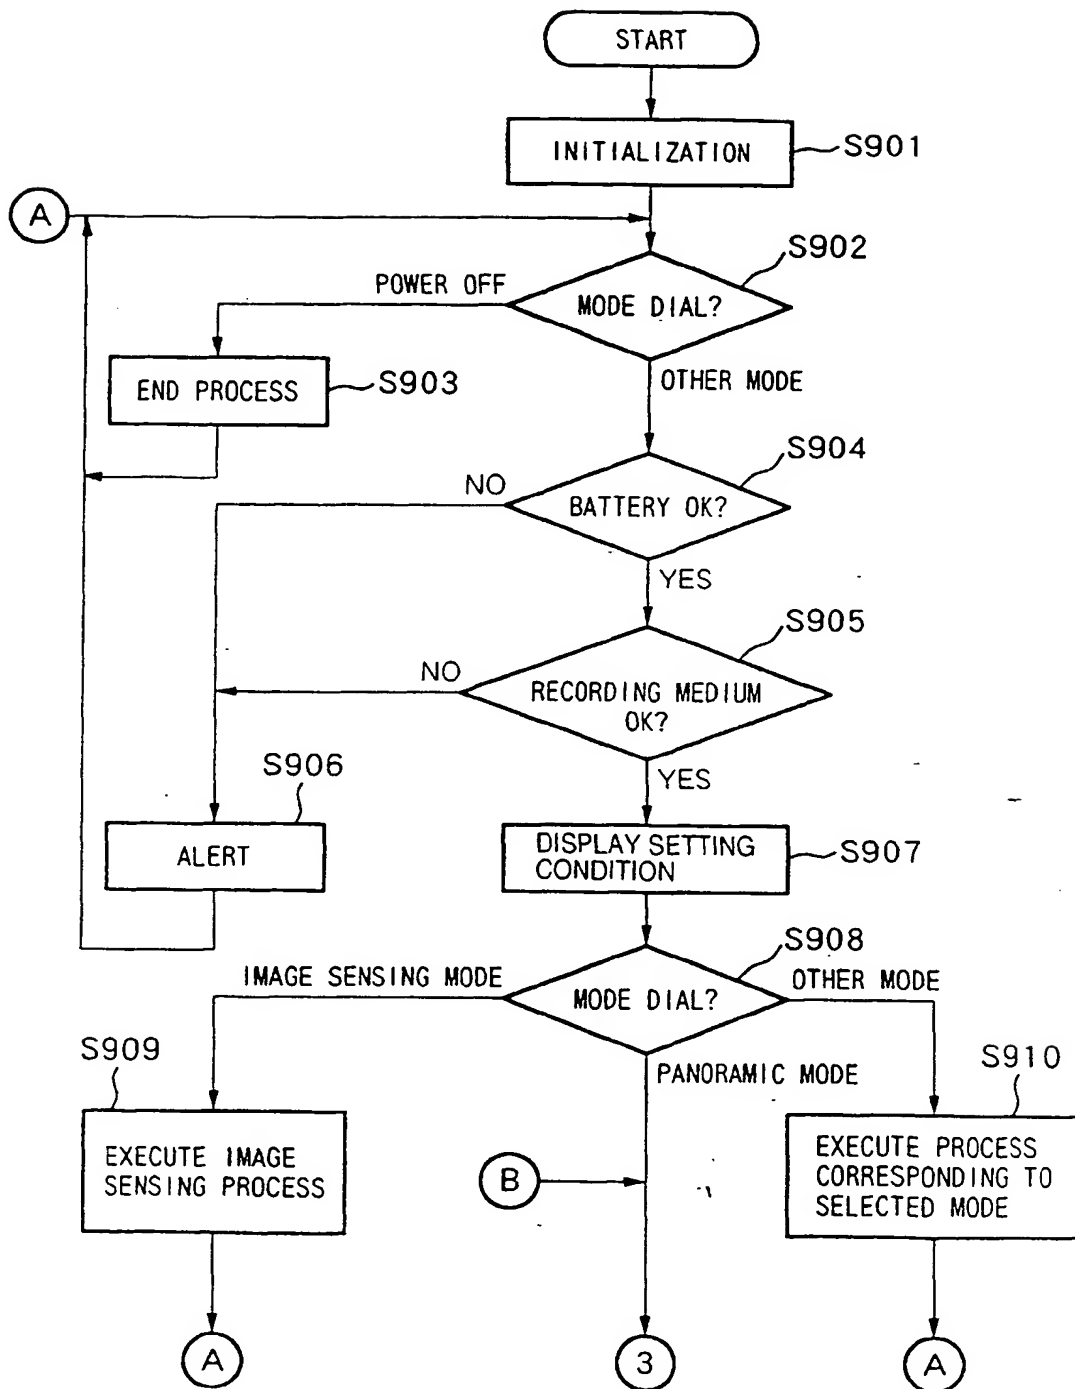 START
INITIALIZATION
S901
A
S902
POWER OFF
MODE DIAL?
END PROCESS
S903
OTHER MODE
S904
NO
BATTERY OK?
YES
S905
NO
RECORDING MEDIUM
OK?
S906
YES
ALERT
DISPLAY SETTING
CONDITION
S907
S908
IMAGE SENSING MODE
MODE DIAL?
OTHER MODE
S909
PANORAMIC MODE
S910
EXECUTE IMAGE
SENSING PROCESS
B
EXECUTE PROCESS
CORRESPONDING TO
SELECTED MODE
A
3
A